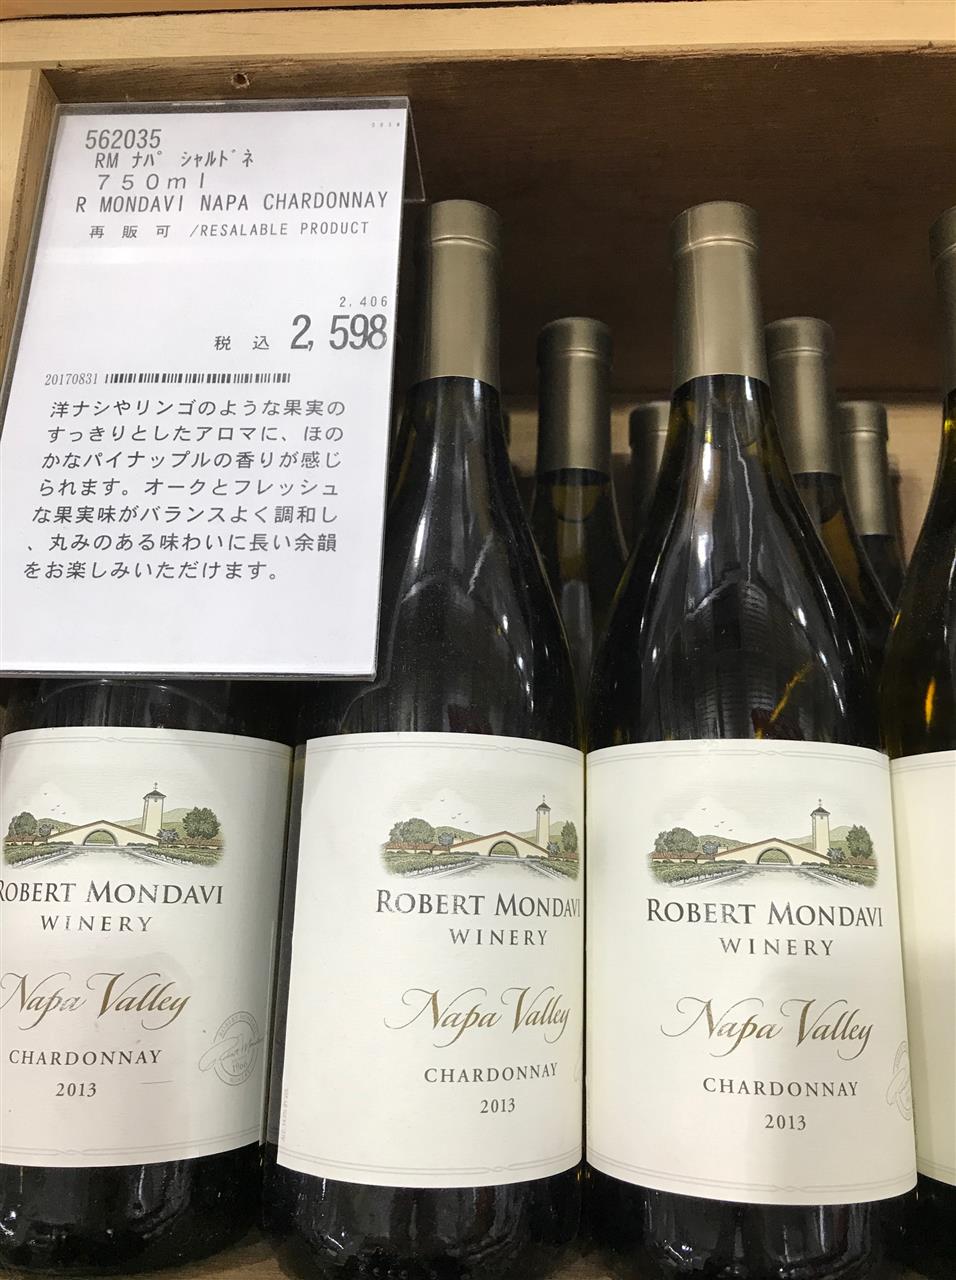 562035
RM ﾅﾊﾟ ｼｬﾙﾄﾞﾈ
７５０ｍｌ
R MONDAVI NAPA CHARDONNAY
再 販 可 /RESALABLE PRODUCT
2,406
税 込 2,598
20170831
洋ナシやリンゴのような果実の
すっきりとしたアロマに、ほの
かなパイナップルの香りが感じ
られます。オークとフレッシュ
な果実味がバランスよく調和し
、丸みのある味わいに長い余韻
をお楽しみいただけます。
ROBERT MONDAVI
WINERY
Napa Valley
CHARDONNAY
2013
ROBERT MONDAVI
WINERY
Napa Valley
CHARDONNAY
2013
ROBERT MONDAVI
WINERY
Napa Valley
CHARDONNAY
2013